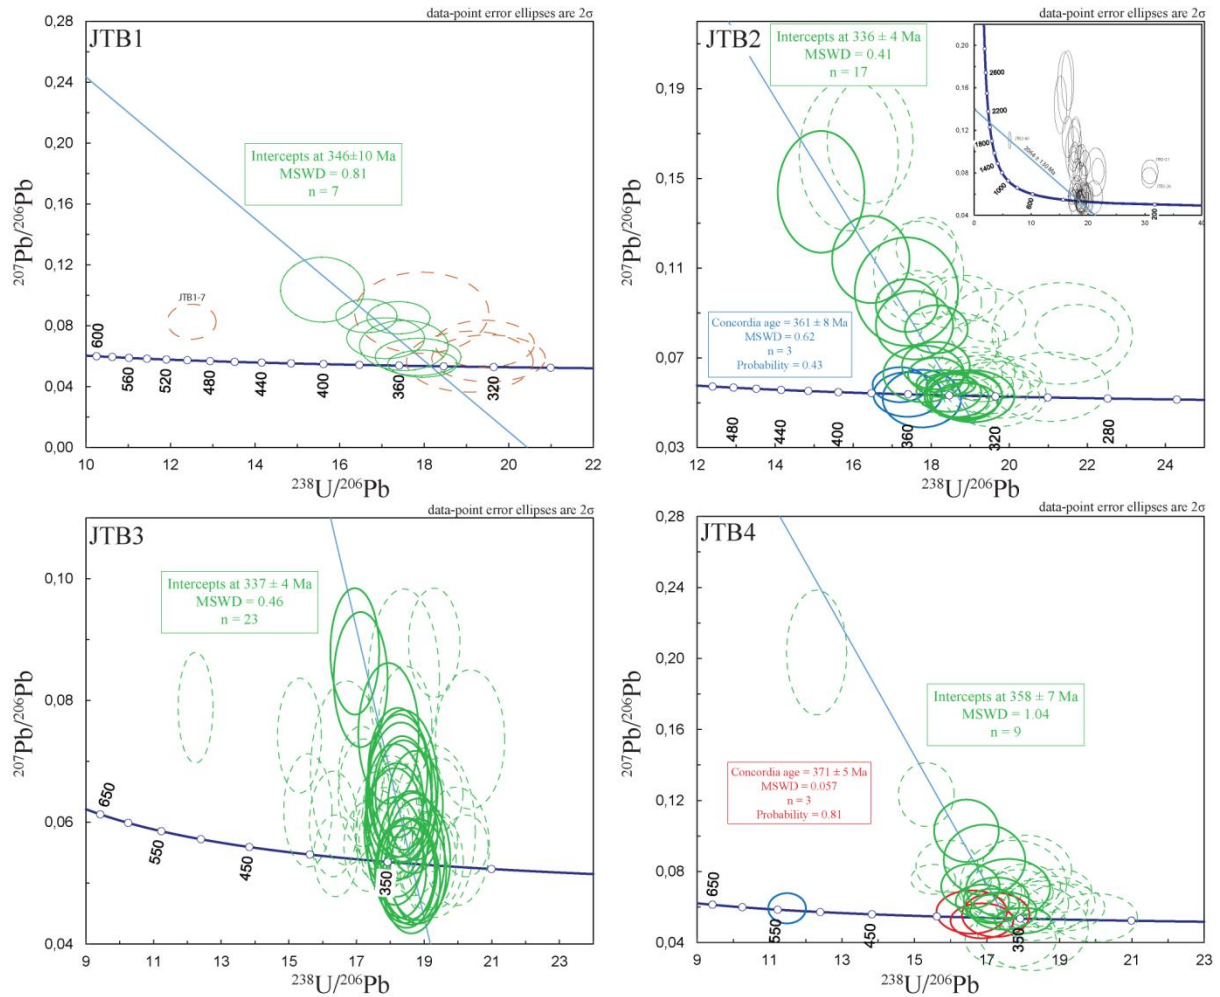 data-point error ellipses are 2σ
JTB1
0,28
0,24
0,20
0,16
0,12
0,08
0,04
0,00
207Pb/206Pb
Intercepts at 346±10 Ma
MSWD = 0.81
n = 7
JTB1-7
600
560
520
480
440
400
360
320
10 12 14 16 18 20 22
238U/206Pb
data-point error ellipses are 2σ
JTB2
0,19
0,15
0,11
0,07
0,03
207Pb/206Pb
Intercepts at 336 ± 4 Ma
MSWD = 0.41
n = 17
0,20
0,16
0,12
0,08
0,04
2600
2200
1800
1400
1000
600
200
0 10 20 30 40
Concordia age = 361 ± 8 Ma
MSWD = 0.62
n = 3
Probability = 0.43
480
440
400
360
320
280
12 14 16 18 20 22 24
238U/206Pb
data-point error ellipses are 2σ
JTB3
0,10
0,08
0,06
0,04
207Pb/206Pb
Intercepts at 337 ± 4 Ma
MSWD = 0.46
n = 23
650
550
450
350
9 11 13 15 17 19 21 23
238U/206Pb
data-point error ellipses are 2σ
JTB4
0,28
0,24
0,20
0,16
0,12
0,08
0,04
207Pb/206Pb
Intercepts at 358 ± 7 Ma
MSWD = 1.04
n = 9
Concordia age = 371 ± 5 Ma
MSWD = 0.057
n = 3
Probability = 0.81
650
550
450
350
9 11 13 15 17 19 21 23
238U/206Pb